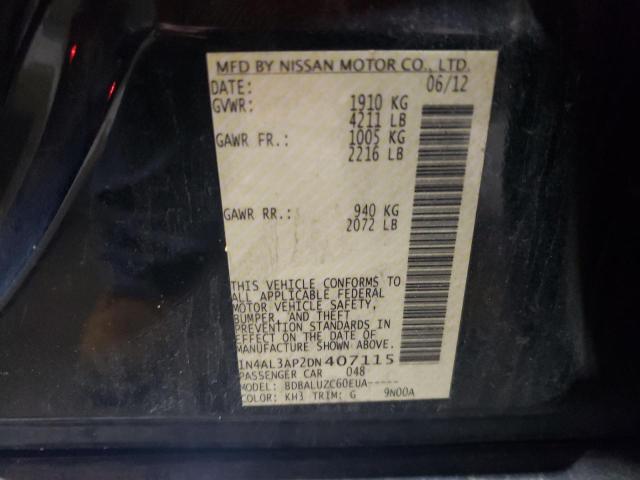 MFD BY NISSAN MOTOR CO., LTD.
DATE: 06/12
GVWR: 1910 KG
4211 LB
GAWR FR.: 1005 KG
2216 LB
GAWR RR.: 940 KG
2072 LB
THIS VEHICLE CONFORMS TO
ALL APPLICABLE FEDERAL
MOTOR VEHICLE SAFETY,
BUMPER, AND THEFT
PREVENTION STANDARDS
IN EFFECT ON THE DATE OF
MANUFACTURE SHOWN ABOVE.
1N4AL3AP2DN407115
PASSENGER CAR 048
MODEL: BDBALUZC60EUA-----
COLOR: KH3 TRIM: G 9N00A